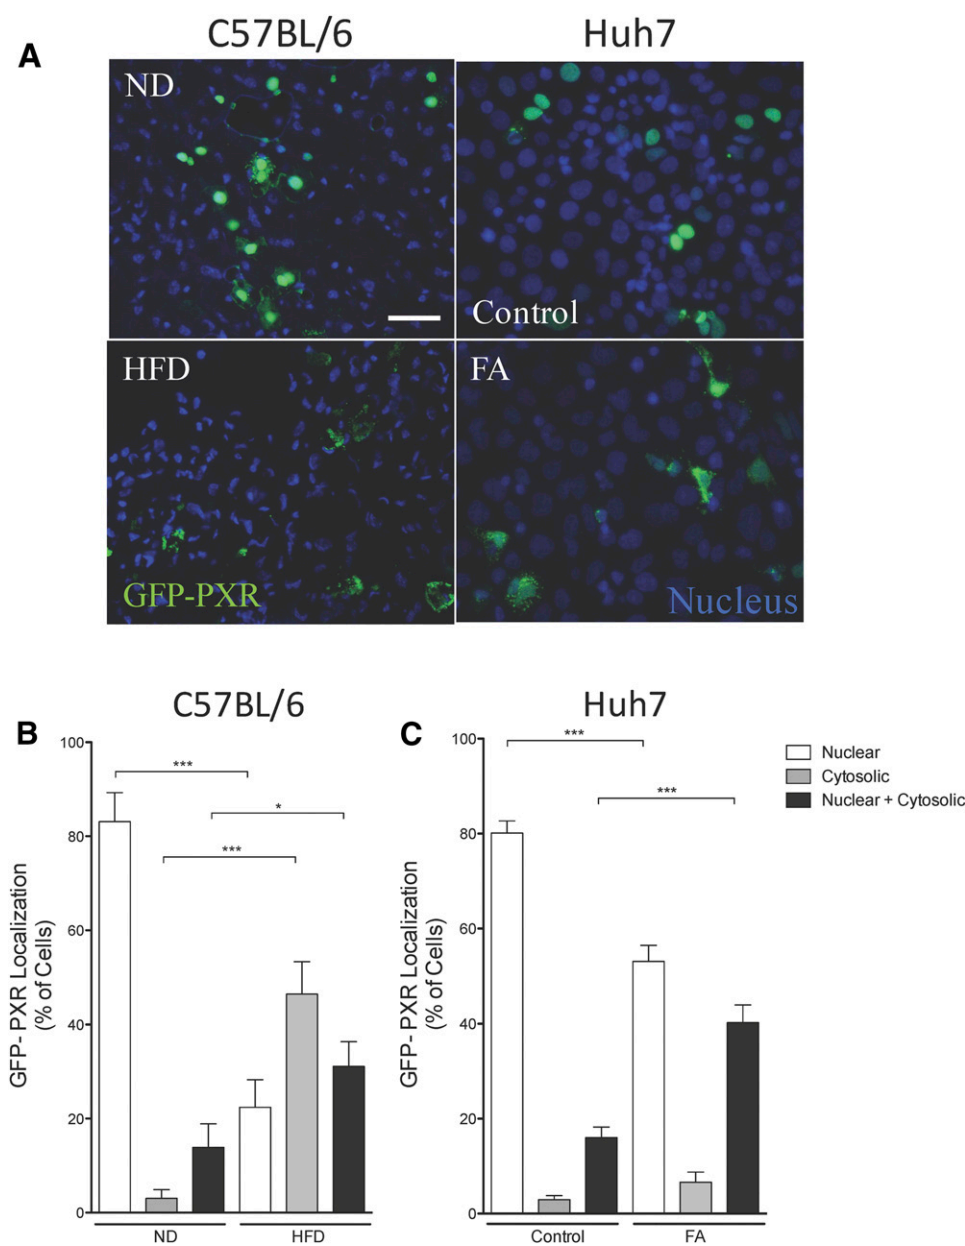 C57BL/6 Huh7
A
ND
Control
HFD FA
GFP-PXR Nucleus
C57BL/6 Huh7
B C
GFP- PXR Localization
(% of Cells)
100
80
60
40
20
0
***
*
***
ND HFD
GFP- PXR Localization
(% of Cells)
100
80
60
40
20
0
***
***
Control FA
Nuclear
Cytosolic
Nuclear + Cytosolic